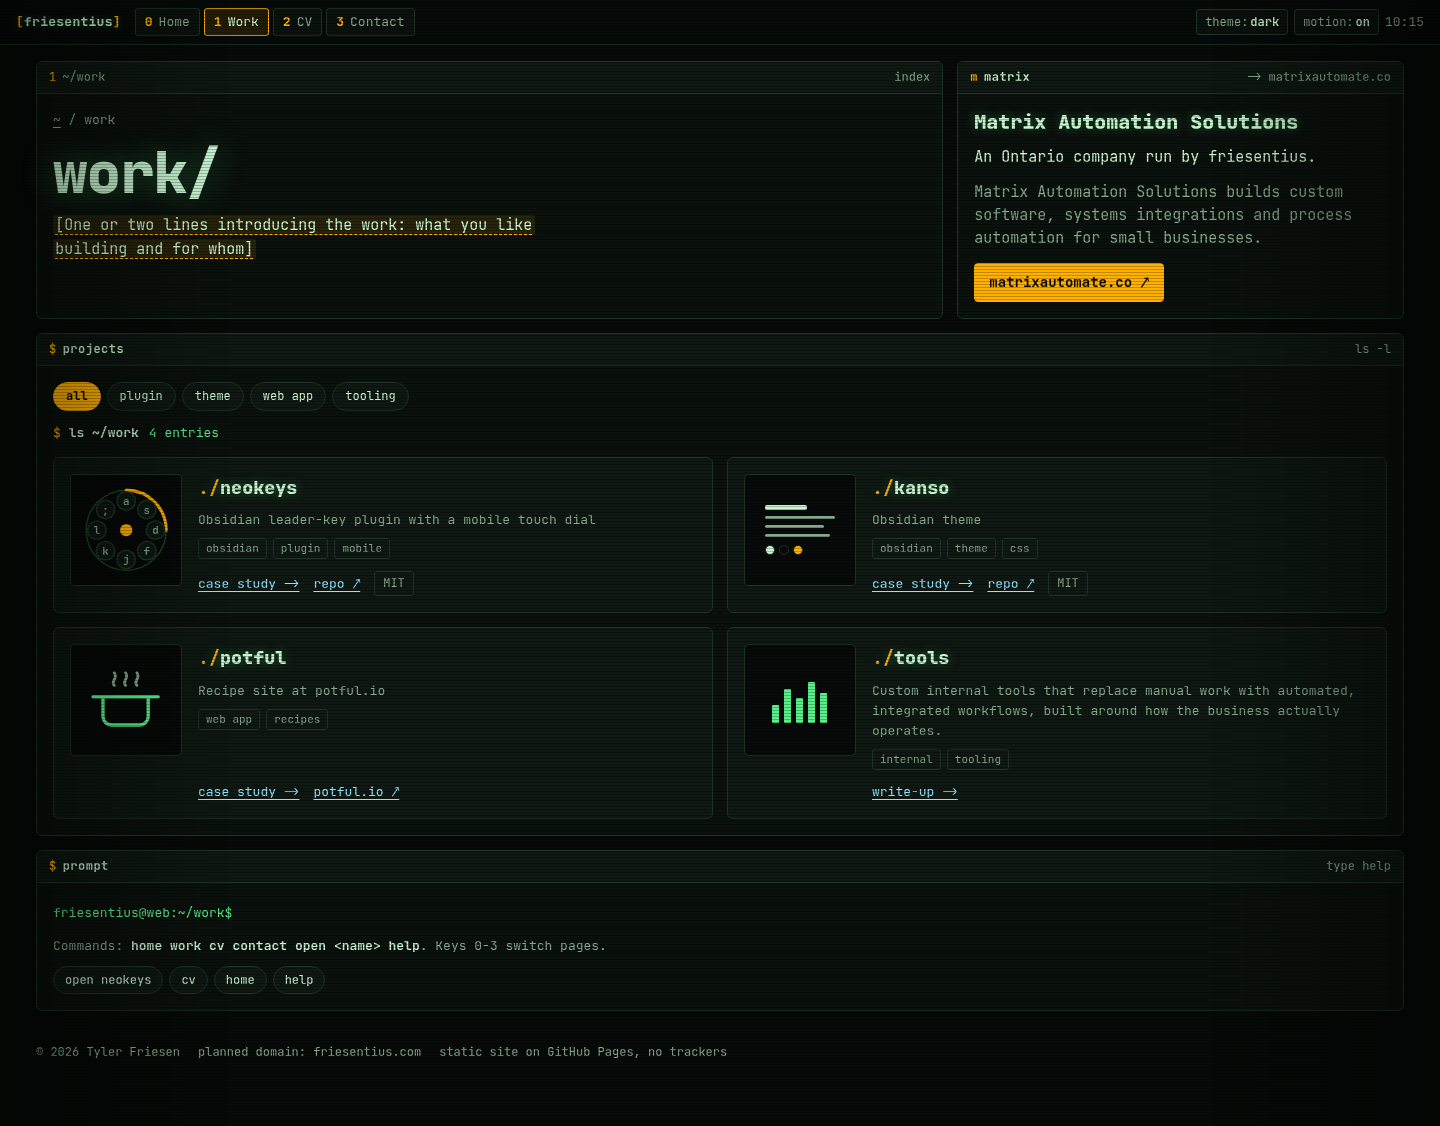 [friesentius] 0 Home 1 Work 2 CV 3 Contact theme:dark motion:on 10:15
1 ~/work index
~ / work
work/
[One or two lines introducing the work: what you like
building and for whom]
m matrix → matrixautomate.co
Matrix Automation Solutions
An Ontario company run by friesentius.
Matrix Automation Solutions builds custom
software, systems integrations and process
automation for small businesses.
matrixautomate.co ↗
$ projects ls -l
all plugin theme web app tooling
$ ls ~/work 4 entries
a s d f j k l ;
./neokeys
Obsidian leader-key plugin with a mobile touch dial
obsidian plugin mobile
case study → repo ↗ MIT
./kanso
Obsidian theme
obsidian theme css
case study → repo ↗ MIT
./potful
Recipe site at potful.io
web app recipes
case study → potful.io ↗
./tools
Custom internal tools that replace manual work with automated,
integrated workflows, built around how the business actually
operates.
internal tooling
write-up →
$ prompt type help
friesentius@web:~/work$
Commands: home work cv contact open <name> help. Keys 0-3 switch pages.
open neokeys cv home help
© 2026 Tyler Friesen planned domain: friesentius.com static site on GitHub Pages, no trackers